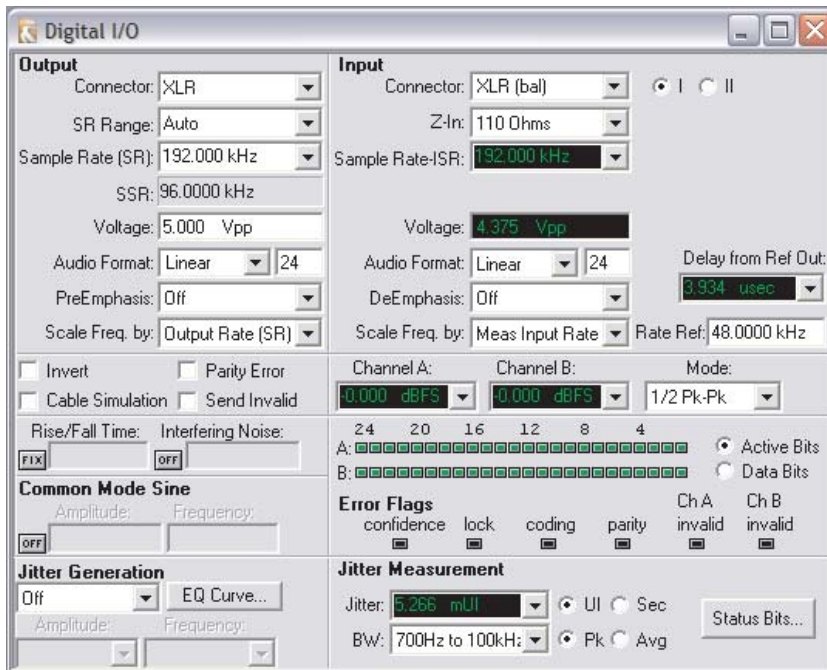 Digital I/O
Output
Connector: XLR
SR Range: Auto
Sample Rate (SR): 192.000 kHz
SSR: 96.0000 kHz
Voltage: 5.000 Vpp
Audio Format: Linear 24
PreEmphasis: Off
Scale Freq. by: Output Rate (SR)
Invert Parity Error
Cable Simulation Send Invalid
Rise/Fall Time: Interfering Noise:
FIX OFF
Common Mode Sine
Amplitude: Frequency:
OFF
Jitter Generation
Off EQ Curve...
Amplitude: Frequency:
Input
Connector: XLR (bal) I II
Z-In: 110 Ohms
Sample Rate-ISR: 192.000 kHz
Voltage: 4.375 Vpp
Audio Format: Linear 24
Delay from Ref Out:
3.934 usec
DeEmphasis: Off
Scale Freq. by: Meas Input Rate Rate Ref: 48.0000 kHz
Channel A: Channel B: Mode:
-0.000 dBFS -0.000 dBFS 1/2 Pk-Pk
24 20 16 12 8 4
A: Active Bits
B: Data Bits
Error Flags
confidence lock coding parity Ch A invalid Ch B invalid
Jitter Measurement
Jitter: 5.266 mUI UI Sec
BW: 700Hz to 100kHz Pk Avg
Status Bits...